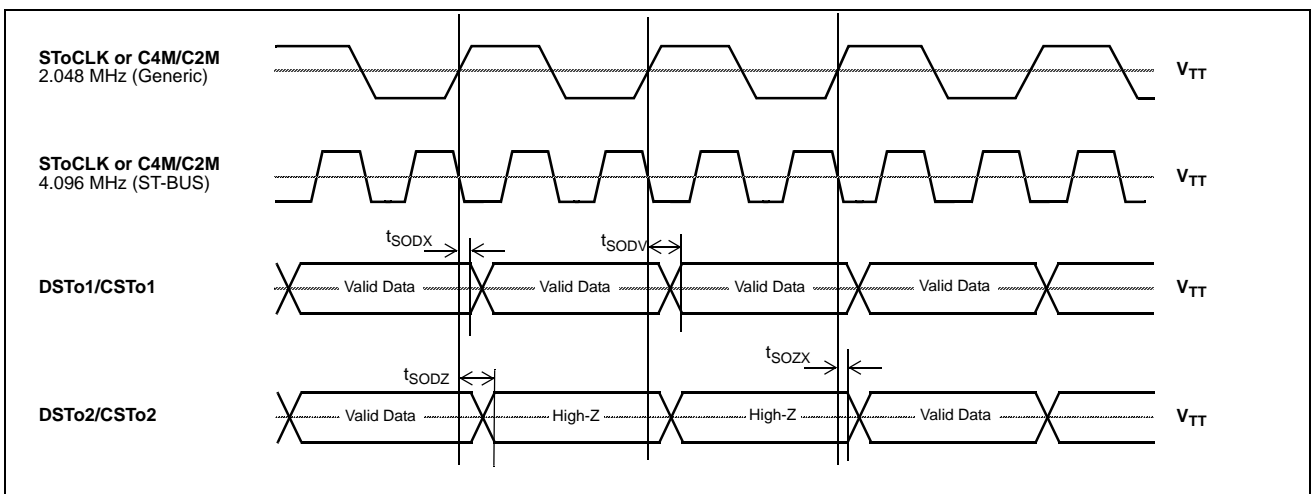 SToCLK or C4M/C2M
2.048 MHz (Generic)
VTT
SToCLK or C4M/C2M
4.096 MHz (ST-BUS)
VTT
tSODX
tSODV
DSTo1/CSTo1
Valid Data
Valid Data
Valid Data
Valid Data
VTT
tSODZ
tSOZX
DSTo2/CSTo2
Valid Data
High-Z
High-Z
Valid Data
VTT